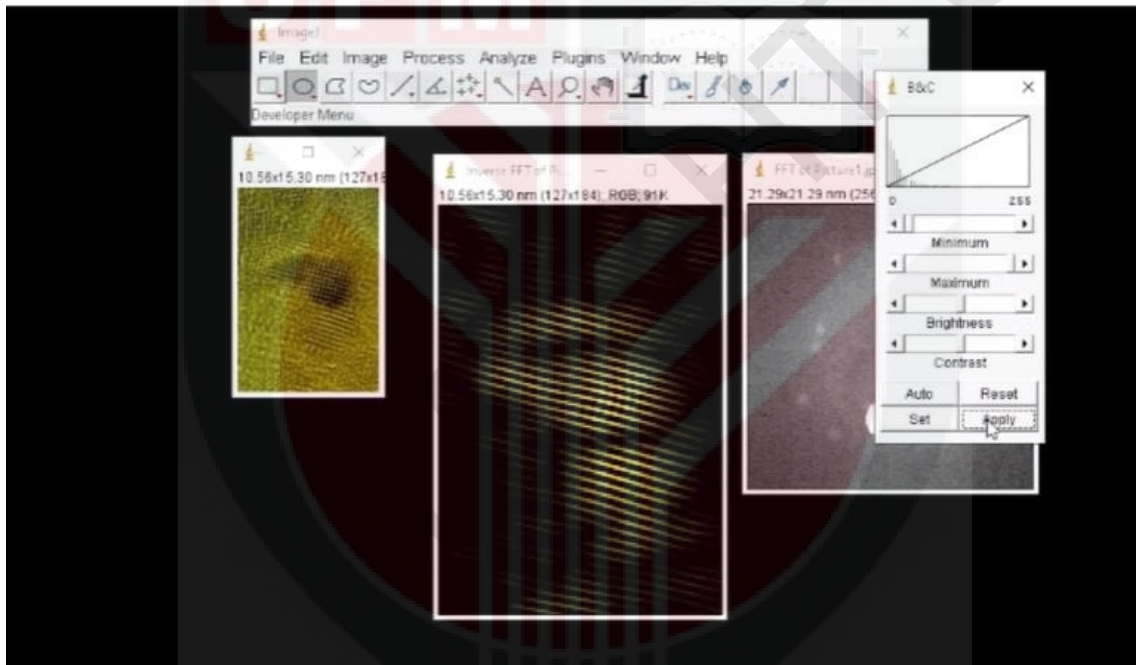 ImageJ
File Edit Image Process Analyze Plugins Window Help
Dev
Developer Menu
10.56x15.30 nm (127x18
Inverse FFT of Pi...
10.56x15.30 nm (127x184); RGB; 91K
FFT of Picture1.jp
21.29x21.29 nm (256
B&C
0 255
Minimum
Maximum
Brightness
Contrast
Auto Reset
Set Apply